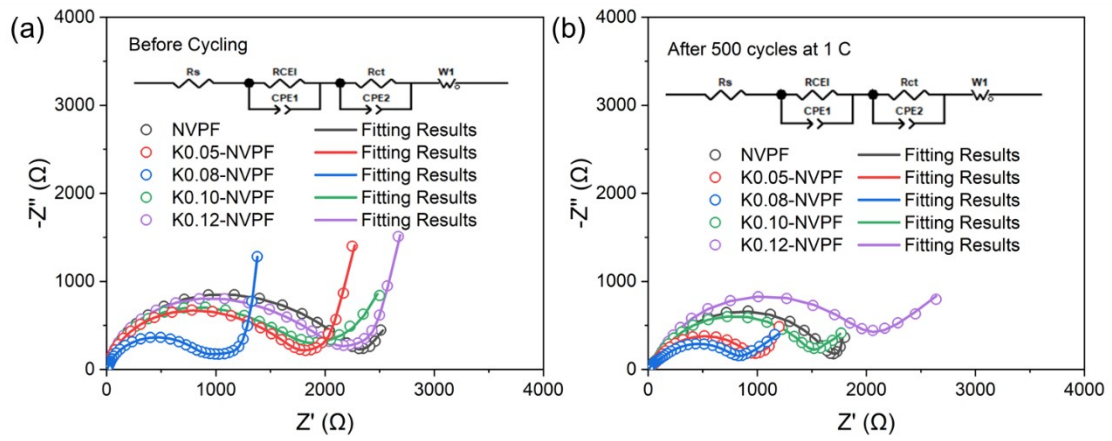 (a)
Before Cycling
Rs RCEI Rct W1
CPE1 CPE2
NVPF Fitting Results
K0.05-NVPF Fitting Results
K0.08-NVPF Fitting Results
K0.10-NVPF Fitting Results
K0.12-NVPF Fitting Results
-Z'' (Ω)
4000
3000
2000
1000
0
0 1000 2000 3000 4000
Z' (Ω)
(b)
After 500 cycles at 1 C
Rs RCEI Rct W1
CPE1 CPE2
NVPF Fitting Results
K0.05-NVPF Fitting Results
K0.08-NVPF Fitting Results
K0.10-NVPF Fitting Results
K0.12-NVPF Fitting Results
-Z'' (Ω)
4000
3000
2000
1000
0
0 1000 2000 3000 4000
Z' (Ω)